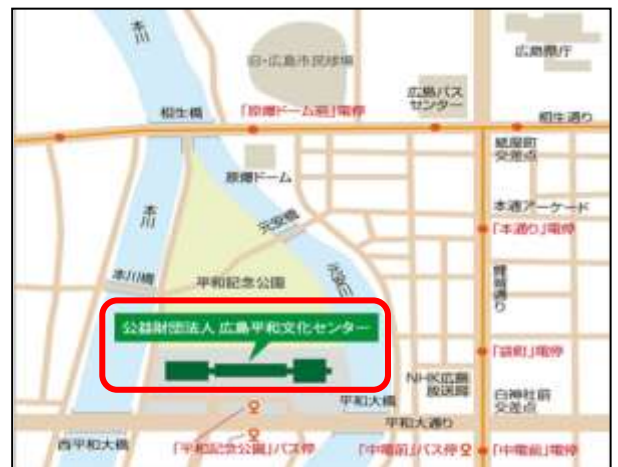 本川
旧・広島市民球場
広島県庁
広島バス
センター
相生橋
「原爆ドーム前」電停
相生通り
紙屋町
交差点
原爆ドーム
本通アーケード
元安橋
「本通り」電停
本川
本川橋
平和記念公園
元安川
鯉城通り
公益財団法人 広島平和文化センター
「袋町」電停
NHK広島
放送局
白神社前
交差点
平和大橋
平和大通り
西平和大橋
「平和記念公園」バス停
「中電前」バス停
「中電前」電停